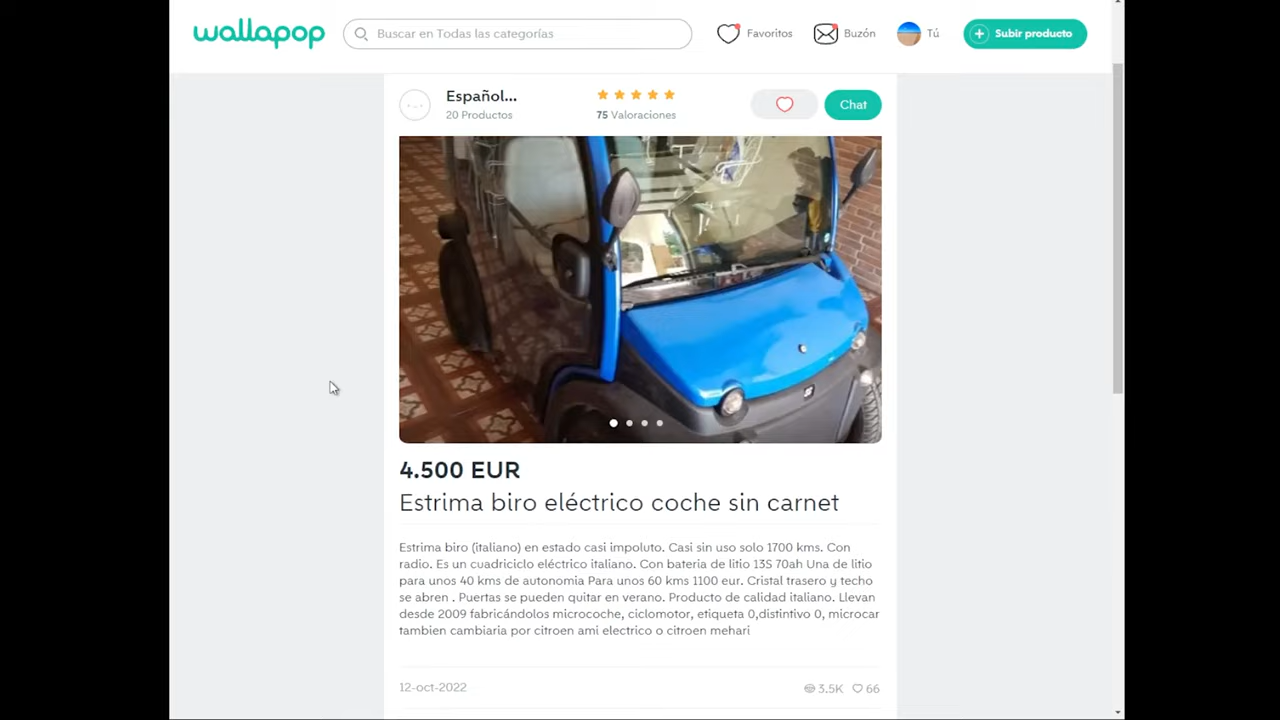 wallapop
Buscar en Todas las categorías
Favoritos
Buzón
Tú
Subir producto
Español...
20 Productos
75 Valoraciones
Chat
4.500 EUR
Estrima biro eléctrico coche sin carnet
Estrima biro (italiano) en estado casi impoluto. Casi sin uso solo 1700 kms. Con
radio. Es un cuadriciclo eléctrico italiano. Con bateria de litio 13S 70ah Una de litio
para unos 40 kms de autonomia Para unos 60 kms 1100 eur. Cristal trasero y techo
se abren . Puertas se pueden quitar en verano. Producto de calidad italiano. Llevan
desde 2009 fabricándolos microcoche, ciclomotor, etiqueta 0,distintivo 0, microcar
tambien cambiaria por citroen ami electrico o citroen mehari
12-oct-2022
3.5K
66